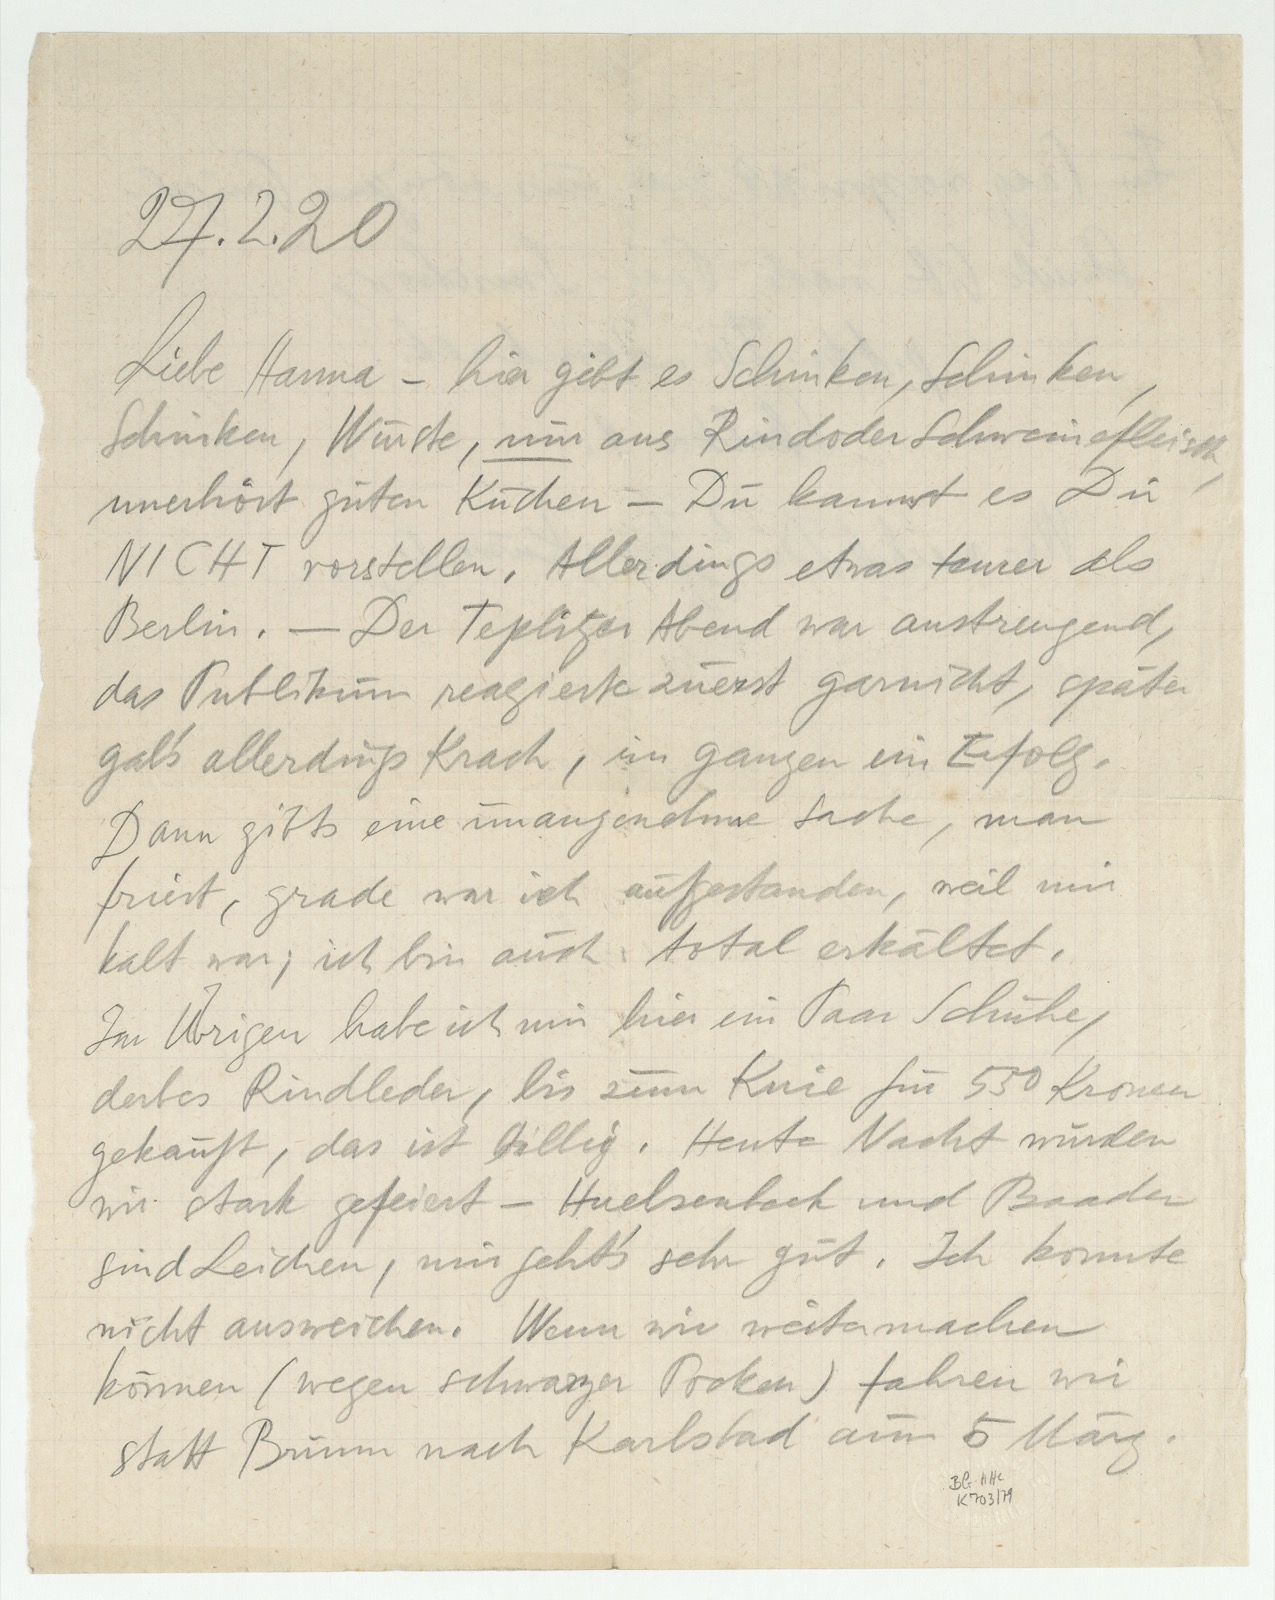 27.2.20
Liebe Hanna – hier gibt es Schinken, Schinken,
Schinken, Würste, nur aus Rindoder Schweinefleisch,
unerhört guten Kuchen – Du kannst es Dir
NICHT vorstellen. Allerdings etwas teurer als
Berlin. — Der Teplitzer Abend war anstrengend,
das Publikum reagierte zuerst garnicht, später
gab's allerdings Krach, im ganzen ein Erfolg.
Dann gibts eine unangenehme Sache, man
friert, grade war ich aufgestanden, weil mir
kalt war; ich bin auch total erkältet.
Im Übrigen habe ich mir hier ein Paar Schuhe,
derbes Rindleder, bis zum Knie für 550 Kronen
gekauft, das ist billig. Heute Nacht wurden
wir stark gefeiert – Huelsenbeck und Baader
sind Leichen, mir geht's sehr gut. Ich konnte
nicht ausweichen. Wenn wir weitermachen
können (wegen schwarzer Pocken) fahren wir
statt Brünn nach Karlsbad am 5 März.
BG-HHC
K703/79